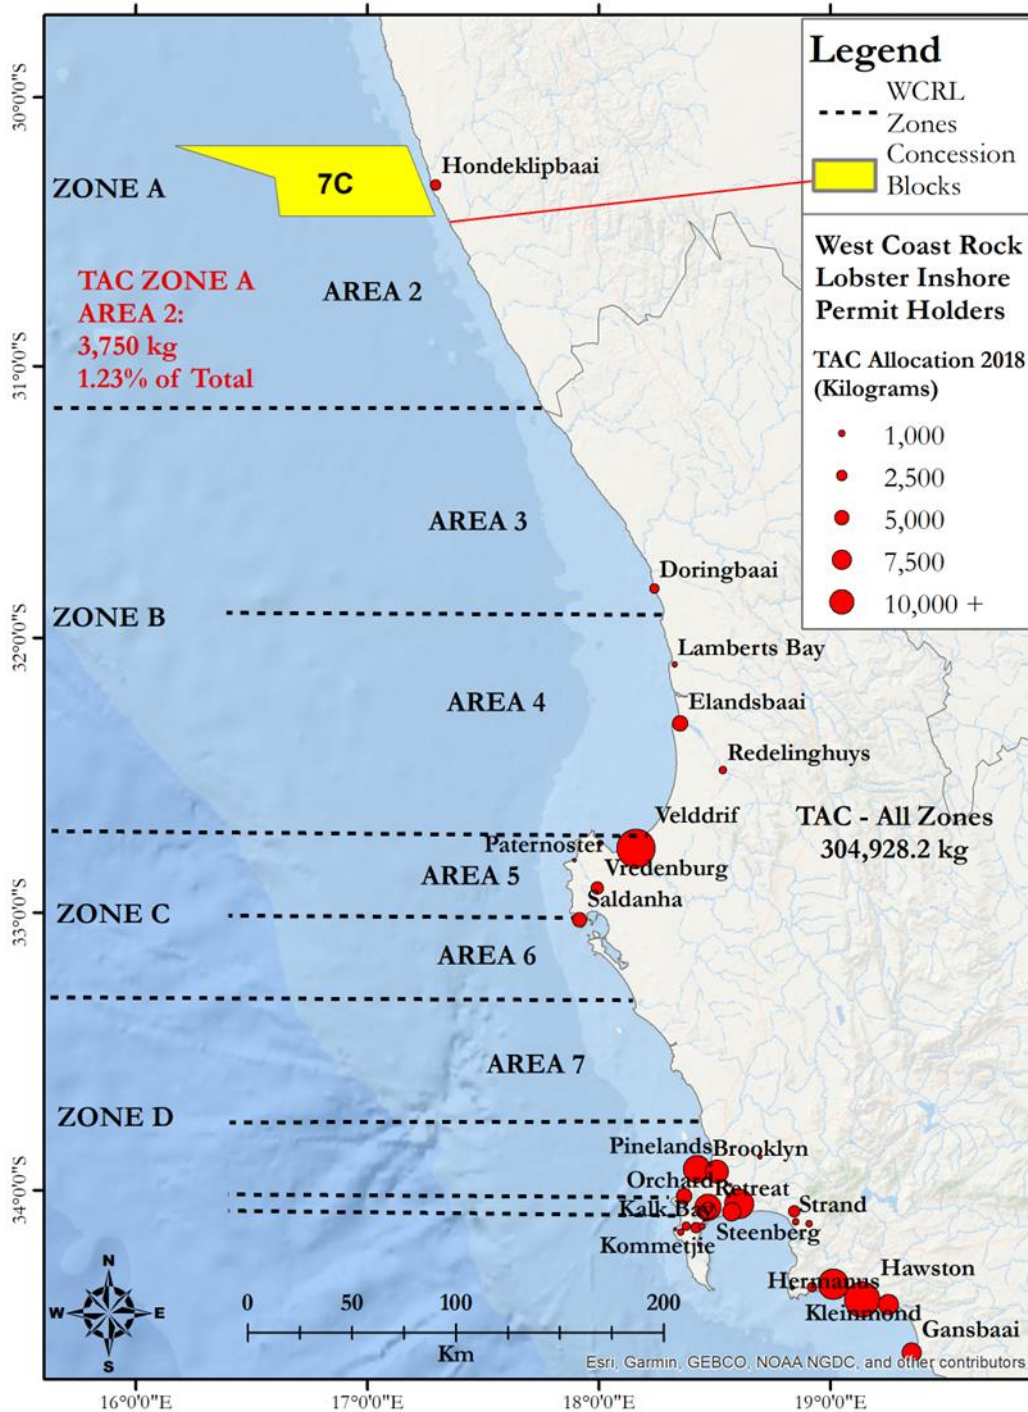 Legend
WCRL
Zones
Concession
Blocks
West Coast Rock
Lobster Inshore
Permit Holders
TAC Allocation 2018
(Kilograms)
1,000
2,500
5,000
7,500
10,000 +
30°0'0"S
31°0'0"S
32°0'0"S
33°0'0"S
34°0'0"S
ZONE A
7C
Hondeklipbaai
TAC ZONE A
AREA 2:
3,750 kg
1.23% of Total
AREA 2
AREA 3
Doringbaai
ZONE B
Lamberts Bay
AREA 4
Elandsbaai
Redelinghuys
Velddrif
TAC - All Zones
304,928.2 kg
Paternoster
Vredenburg
AREA 5
Saldanha
ZONE C
AREA 6
AREA 7
ZONE D
Pinelands
Brooklyn
Orchard
Retreat
Kalk Bay
Strand
Steenberg
Kommetjie
Hawston
Hermanus
Kleinmond
Gansbaai
N
W
E
S
0 50 100 200
Km
Esri, Garmin, GEBCO, NOAA NGDC, and other contributors
16°0'0"E
17°0'0"E
18°0'0"E
19°0'0"E